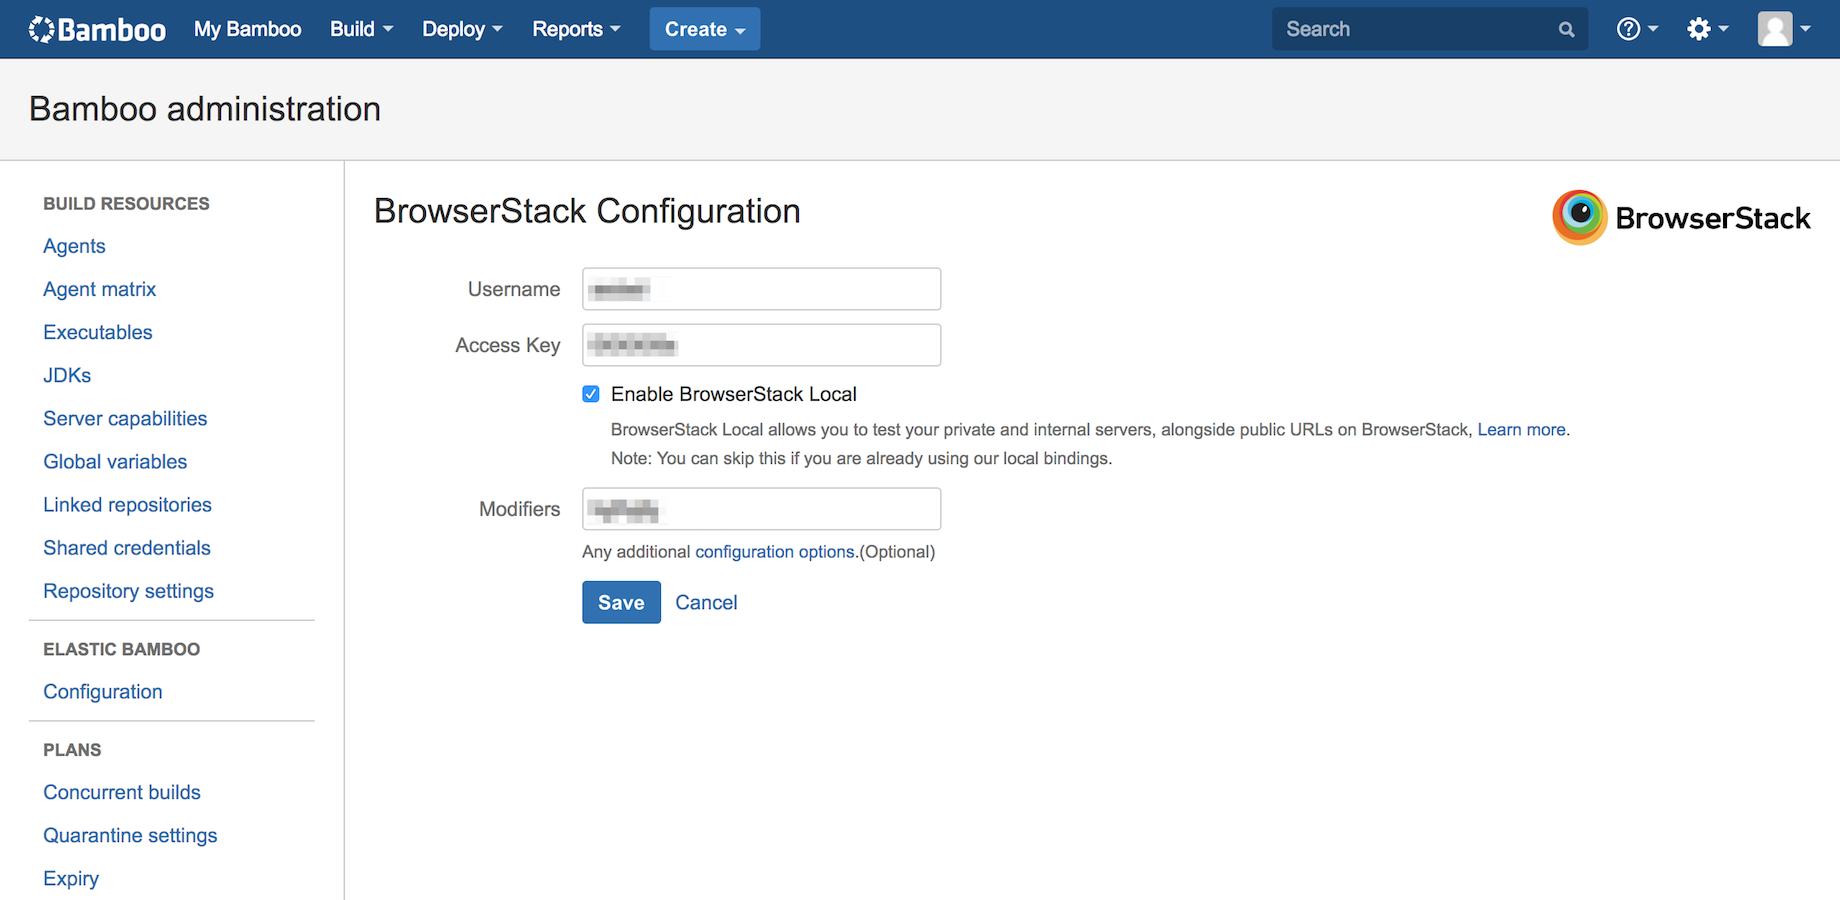 Bamboo My Bamboo Build Deploy Reports Create Search
Bamboo administration
BUILD RESOURCES
Agents
Agent matrix
Executables
JDKs
Server capabilities
Global variables
Linked repositories
Shared credentials
Repository settings
ELASTIC BAMBOO
Configuration
PLANS
Concurrent builds
Quarantine settings
Expiry
BrowserStack Configuration
BrowserStack
Username
Access Key
Enable BrowserStack Local
BrowserStack Local allows you to test your private and internal servers, alongside public URLs on BrowserStack, Learn more.
Note: You can skip this if you are already using our local bindings.
Modifiers
Any additional configuration options.(Optional)
Save Cancel